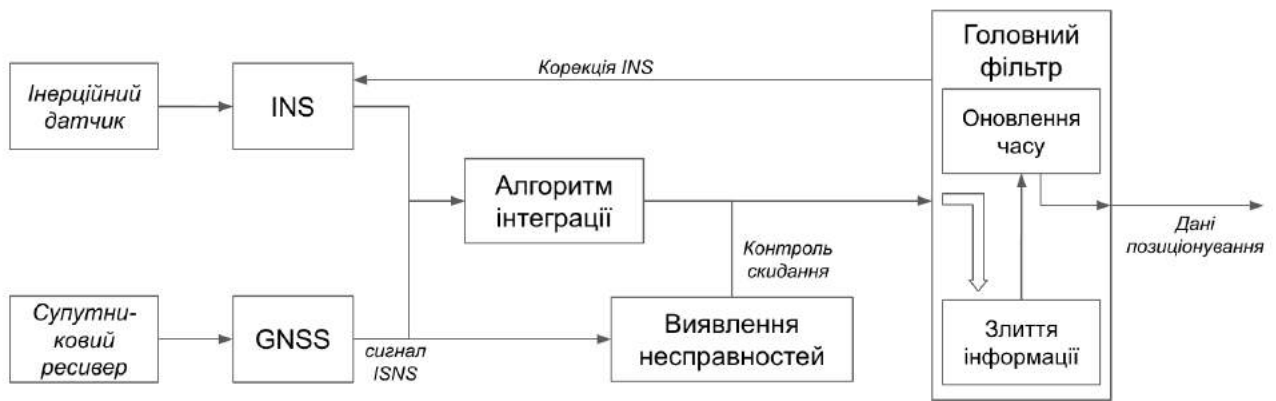 Головний
фільтр
Корекція INS
Інерційний
датчик
INS
Оновлення
часу
Алгоритм
інтеграції
Дані
позиціонування
Контроль
скидання
Супутни-
ковий
ресивер
GNSS
сигнал
ISNS
Виявлення
несправностей
Злиття
інформації